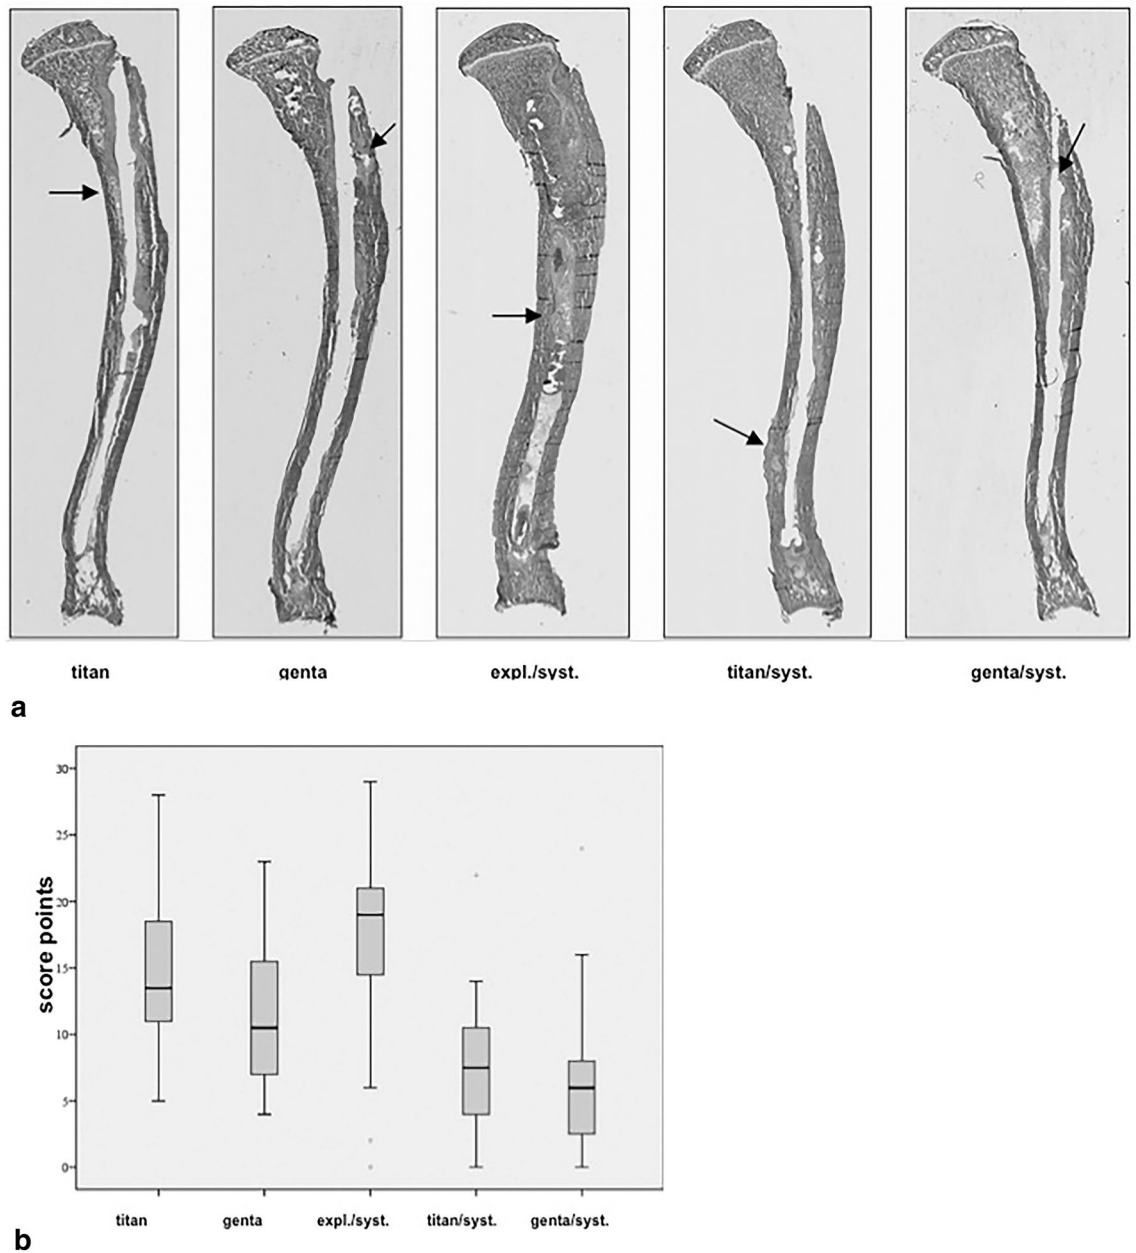 titan genta expl./syst. titan/syst. genta/syst.
a
score points
30
25
20
15
10
5
0
titan genta expl./syst. titan/syst. genta/syst.
b